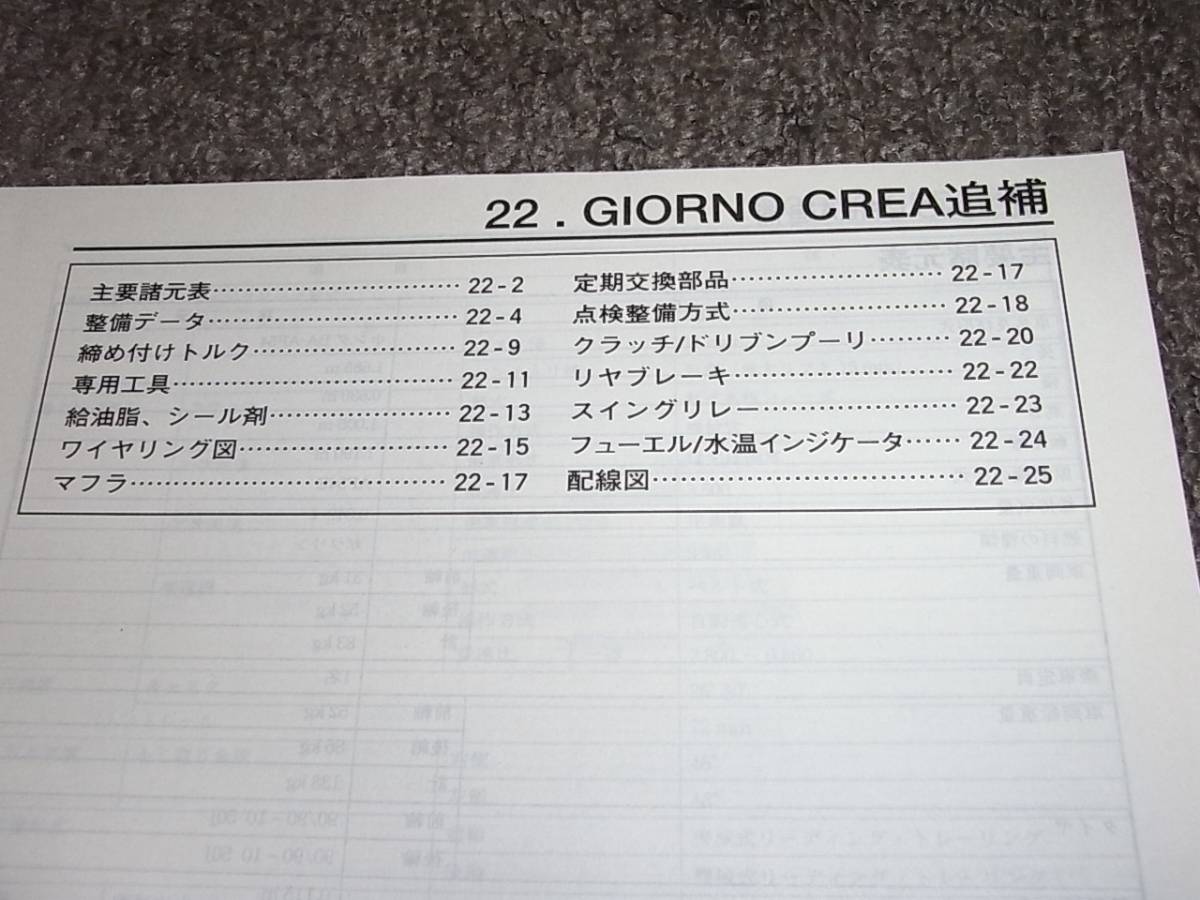 22 . GIORNO CREA追補
主要諸元表 22-2
整備データ 22-4
締め付けトルク 22-9
専用工具 22-11
給油脂、シール剤 22-13
ワイヤリング図 22-15
マフラ 22-17
定期交換部品 22-17
点検整備方式 22-18
クラッチ/ドリブンプーリ 22-20
リヤブレーキ 22-22
スイングリレー 22-23
フューエル/水温インジケータ 22-24
配線図 22-25